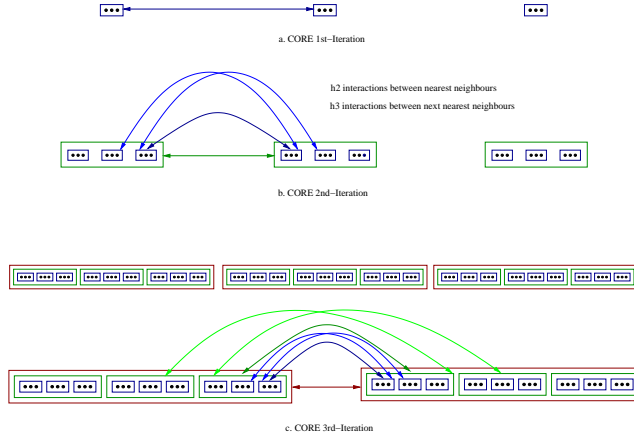 a. CORE 1st−Iteration
h2 interactions between nearest neighbours
h3 interactions between next nearest neighbours
b. CORE 2nd−Iteration
c. CORE 3rd−Iteration